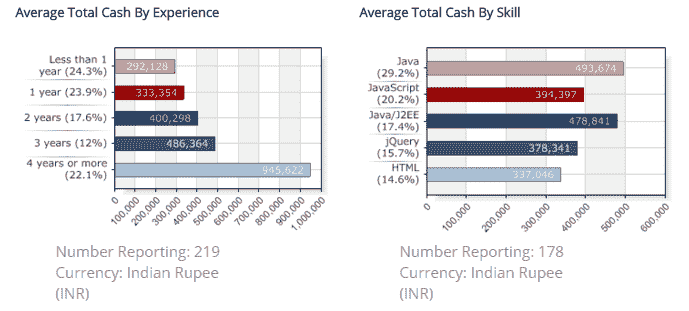 Average Total Cash By Experience
Less than 1
year (24.3%)
292,128
1 year (23.9%)
333,354
2 years (17.6%)
400,298
3 years (12%)
486,364
4 years or more
(22.1%)
945,622
0
100,000
200,000
300,000
400,000
500,000
600,000
700,000
800,000
900,000
1,000,000
Number Reporting: 219
Currency: Indian Rupee
(INR)
Average Total Cash By Skill
Java
(29.2%)
493,674
JavaScript
(20.2%)
394,397
Java/J2EE
(17.4%)
478,841
jQuery
(15.7%)
378,341
HTML
(14.6%)
337,046
0
100,000
200,000
300,000
400,000
500,000
600,000
Number Reporting: 178
Currency: Indian Rupee
(INR)